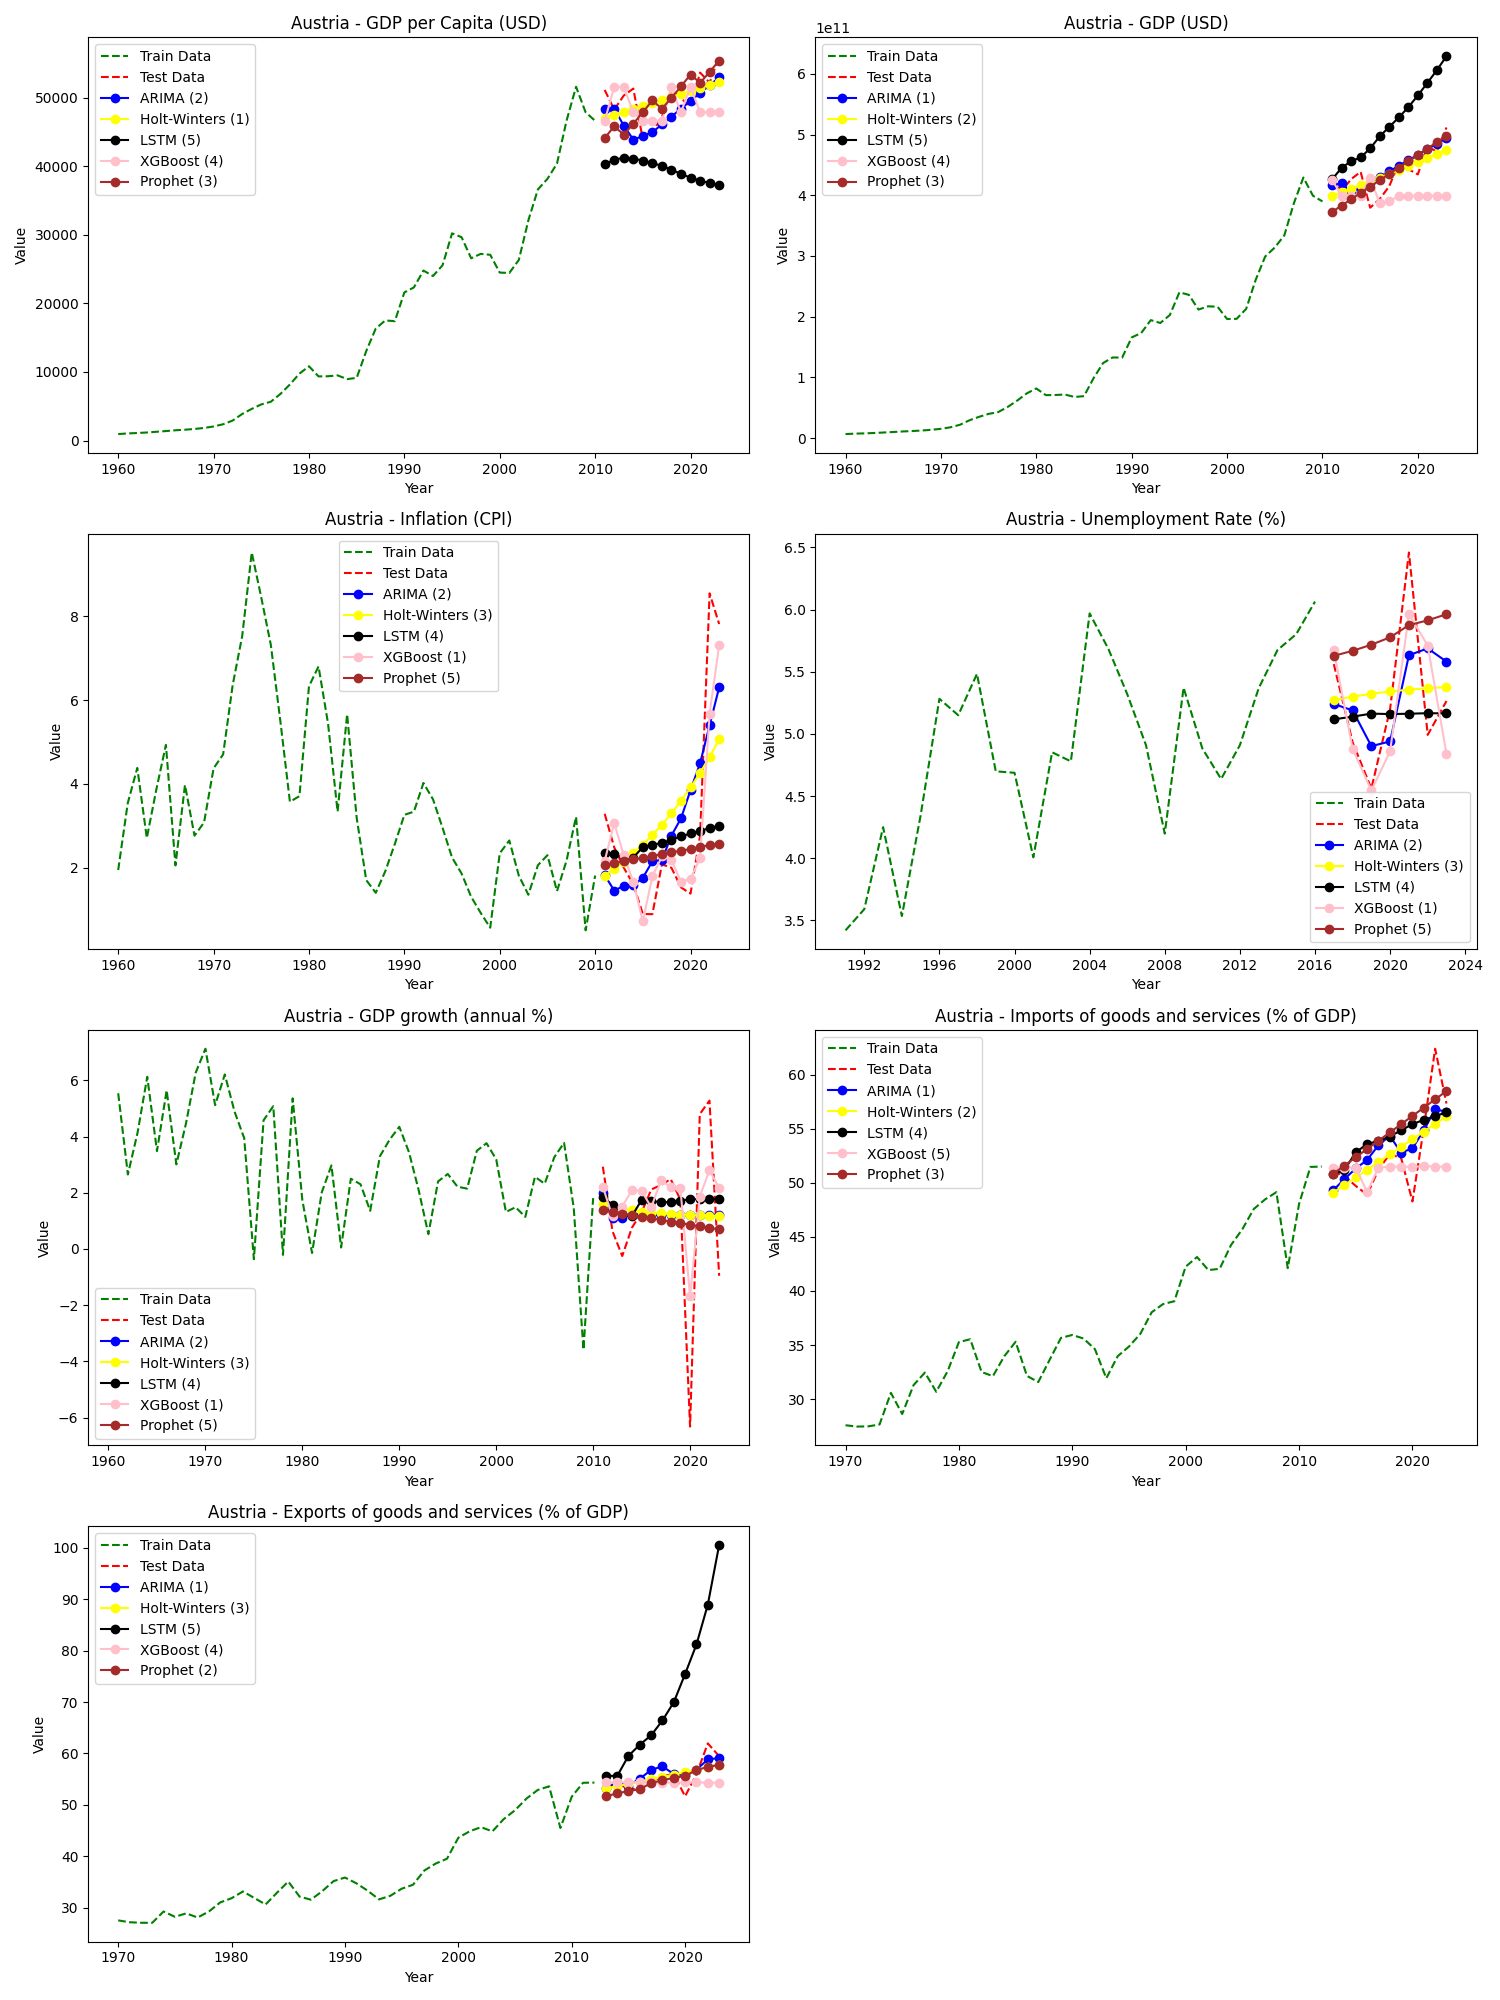 Austria - GDP per Capita (USD)
Train Data
Test Data
ARIMA (2)
Holt-Winters (1)
LSTM (5)
XGBoost (4)
Prophet (3)
50000
40000
30000
20000
10000
0
Value
1960 1970 1980 1990 2000 2010 2020
Year
Austria - GDP (USD)
1e11
Train Data
Test Data
ARIMA (1)
Holt-Winters (2)
LSTM (5)
XGBoost (4)
Prophet (3)
6
5
4
3
2
1
0
Value
1960 1970 1980 1990 2000 2010 2020
Year
Austria - Inflation (CPI)
Train Data
Test Data
ARIMA (2)
Holt-Winters (3)
LSTM (4)
XGBoost (1)
Prophet (5)
8
6
4
2
Value
1960 1970 1980 1990 2000 2010 2020
Year
Austria - Unemployment Rate (%)
6.5
6.0
5.5
5.0
4.5
4.0
3.5
Value
Train Data
Test Data
ARIMA (2)
Holt-Winters (3)
LSTM (4)
XGBoost (1)
Prophet (5)
1992 1996 2000 2004 2008 2012 2016 2020 2024
Year
Austria - GDP growth (annual %)
6
4
2
0
−2
−4
−6
Value
Train Data
Test Data
ARIMA (2)
Holt-Winters (3)
LSTM (4)
XGBoost (1)
Prophet (5)
1960 1970 1980 1990 2000 2010 2020
Year
Austria - Imports of goods and services (% of GDP)
Train Data
Test Data
ARIMA (1)
Holt-Winters (2)
LSTM (4)
XGBoost (5)
Prophet (3)
60
55
50
45
40
35
30
Value
1970 1980 1990 2000 2010 2020
Year
Austria - Exports of goods and services (% of GDP)
Train Data
Test Data
ARIMA (1)
Holt-Winters (3)
LSTM (5)
XGBoost (4)
Prophet (2)
100
90
80
70
60
50
40
30
Value
1970 1980 1990 2000 2010 2020
Year